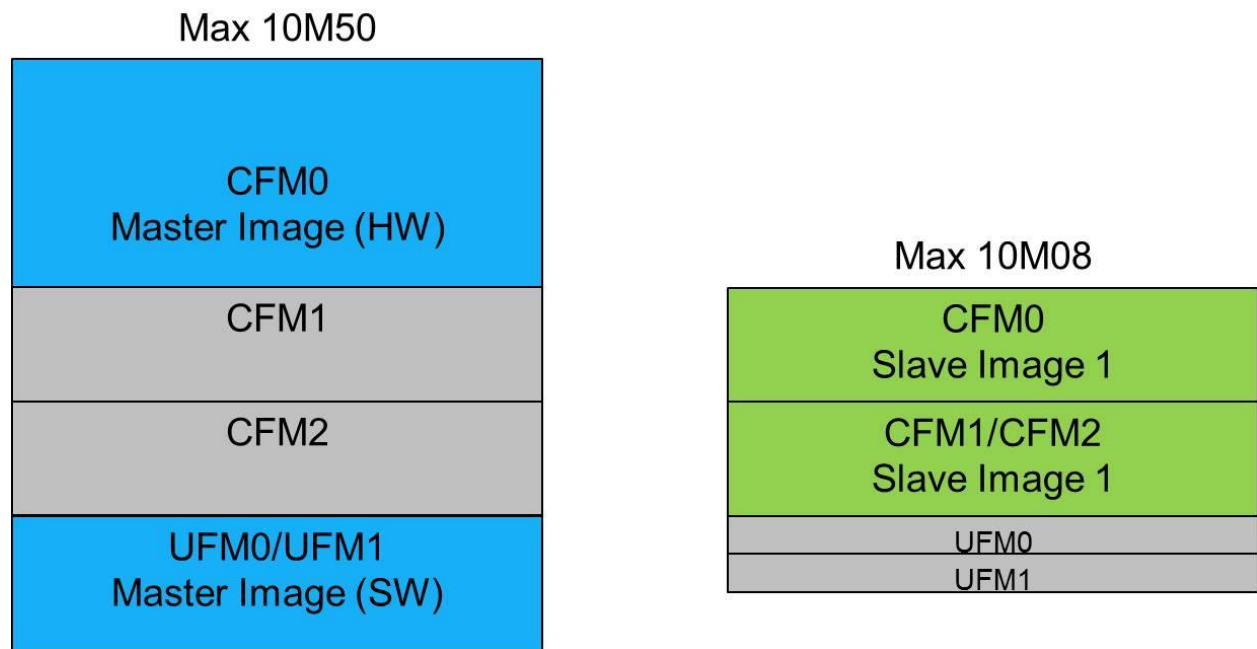 Max 10M50
CFM0
Master Image (HW)
CFM1
CFM2
UFM0/UFM1
Master Image (SW)
Max 10M08
CFM0
Slave Image 1
CFM1/CFM2
Slave Image 1
UFM0
UFM1